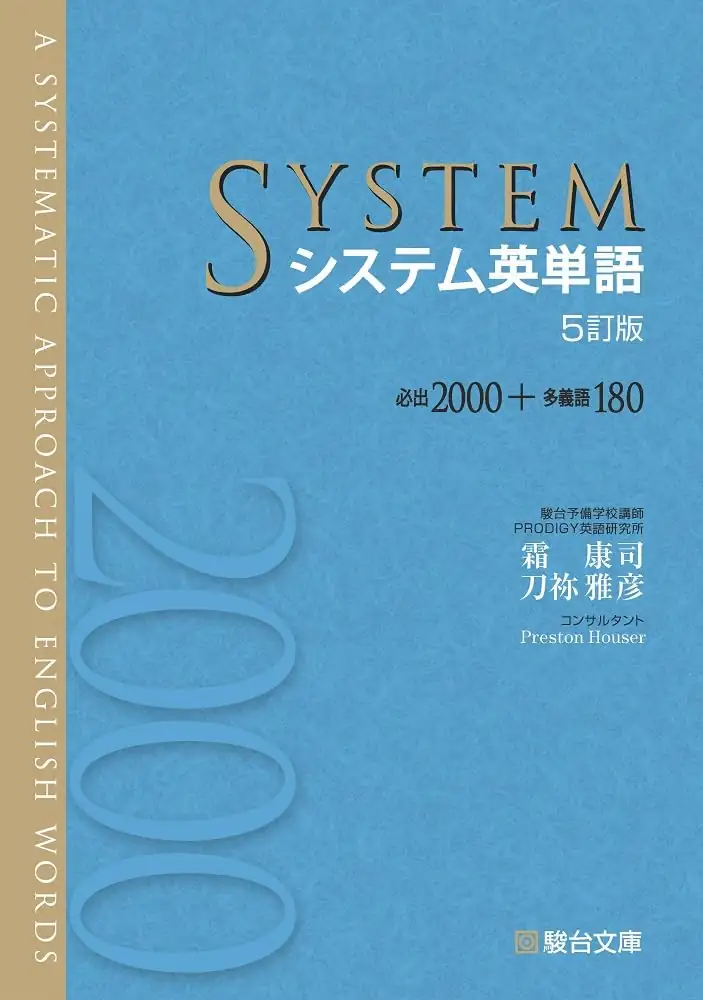 A SYSTEMATIC APPROACH TO ENGLISH WORDS
SYSTEM
システム英単語
5訂版
必出2000＋多義語180
2000
駿台予備学校講師
PRODIGY英語研究所
霜 康司
刀祢 雅彦
コンサルタント
Preston Houser
駿台文庫